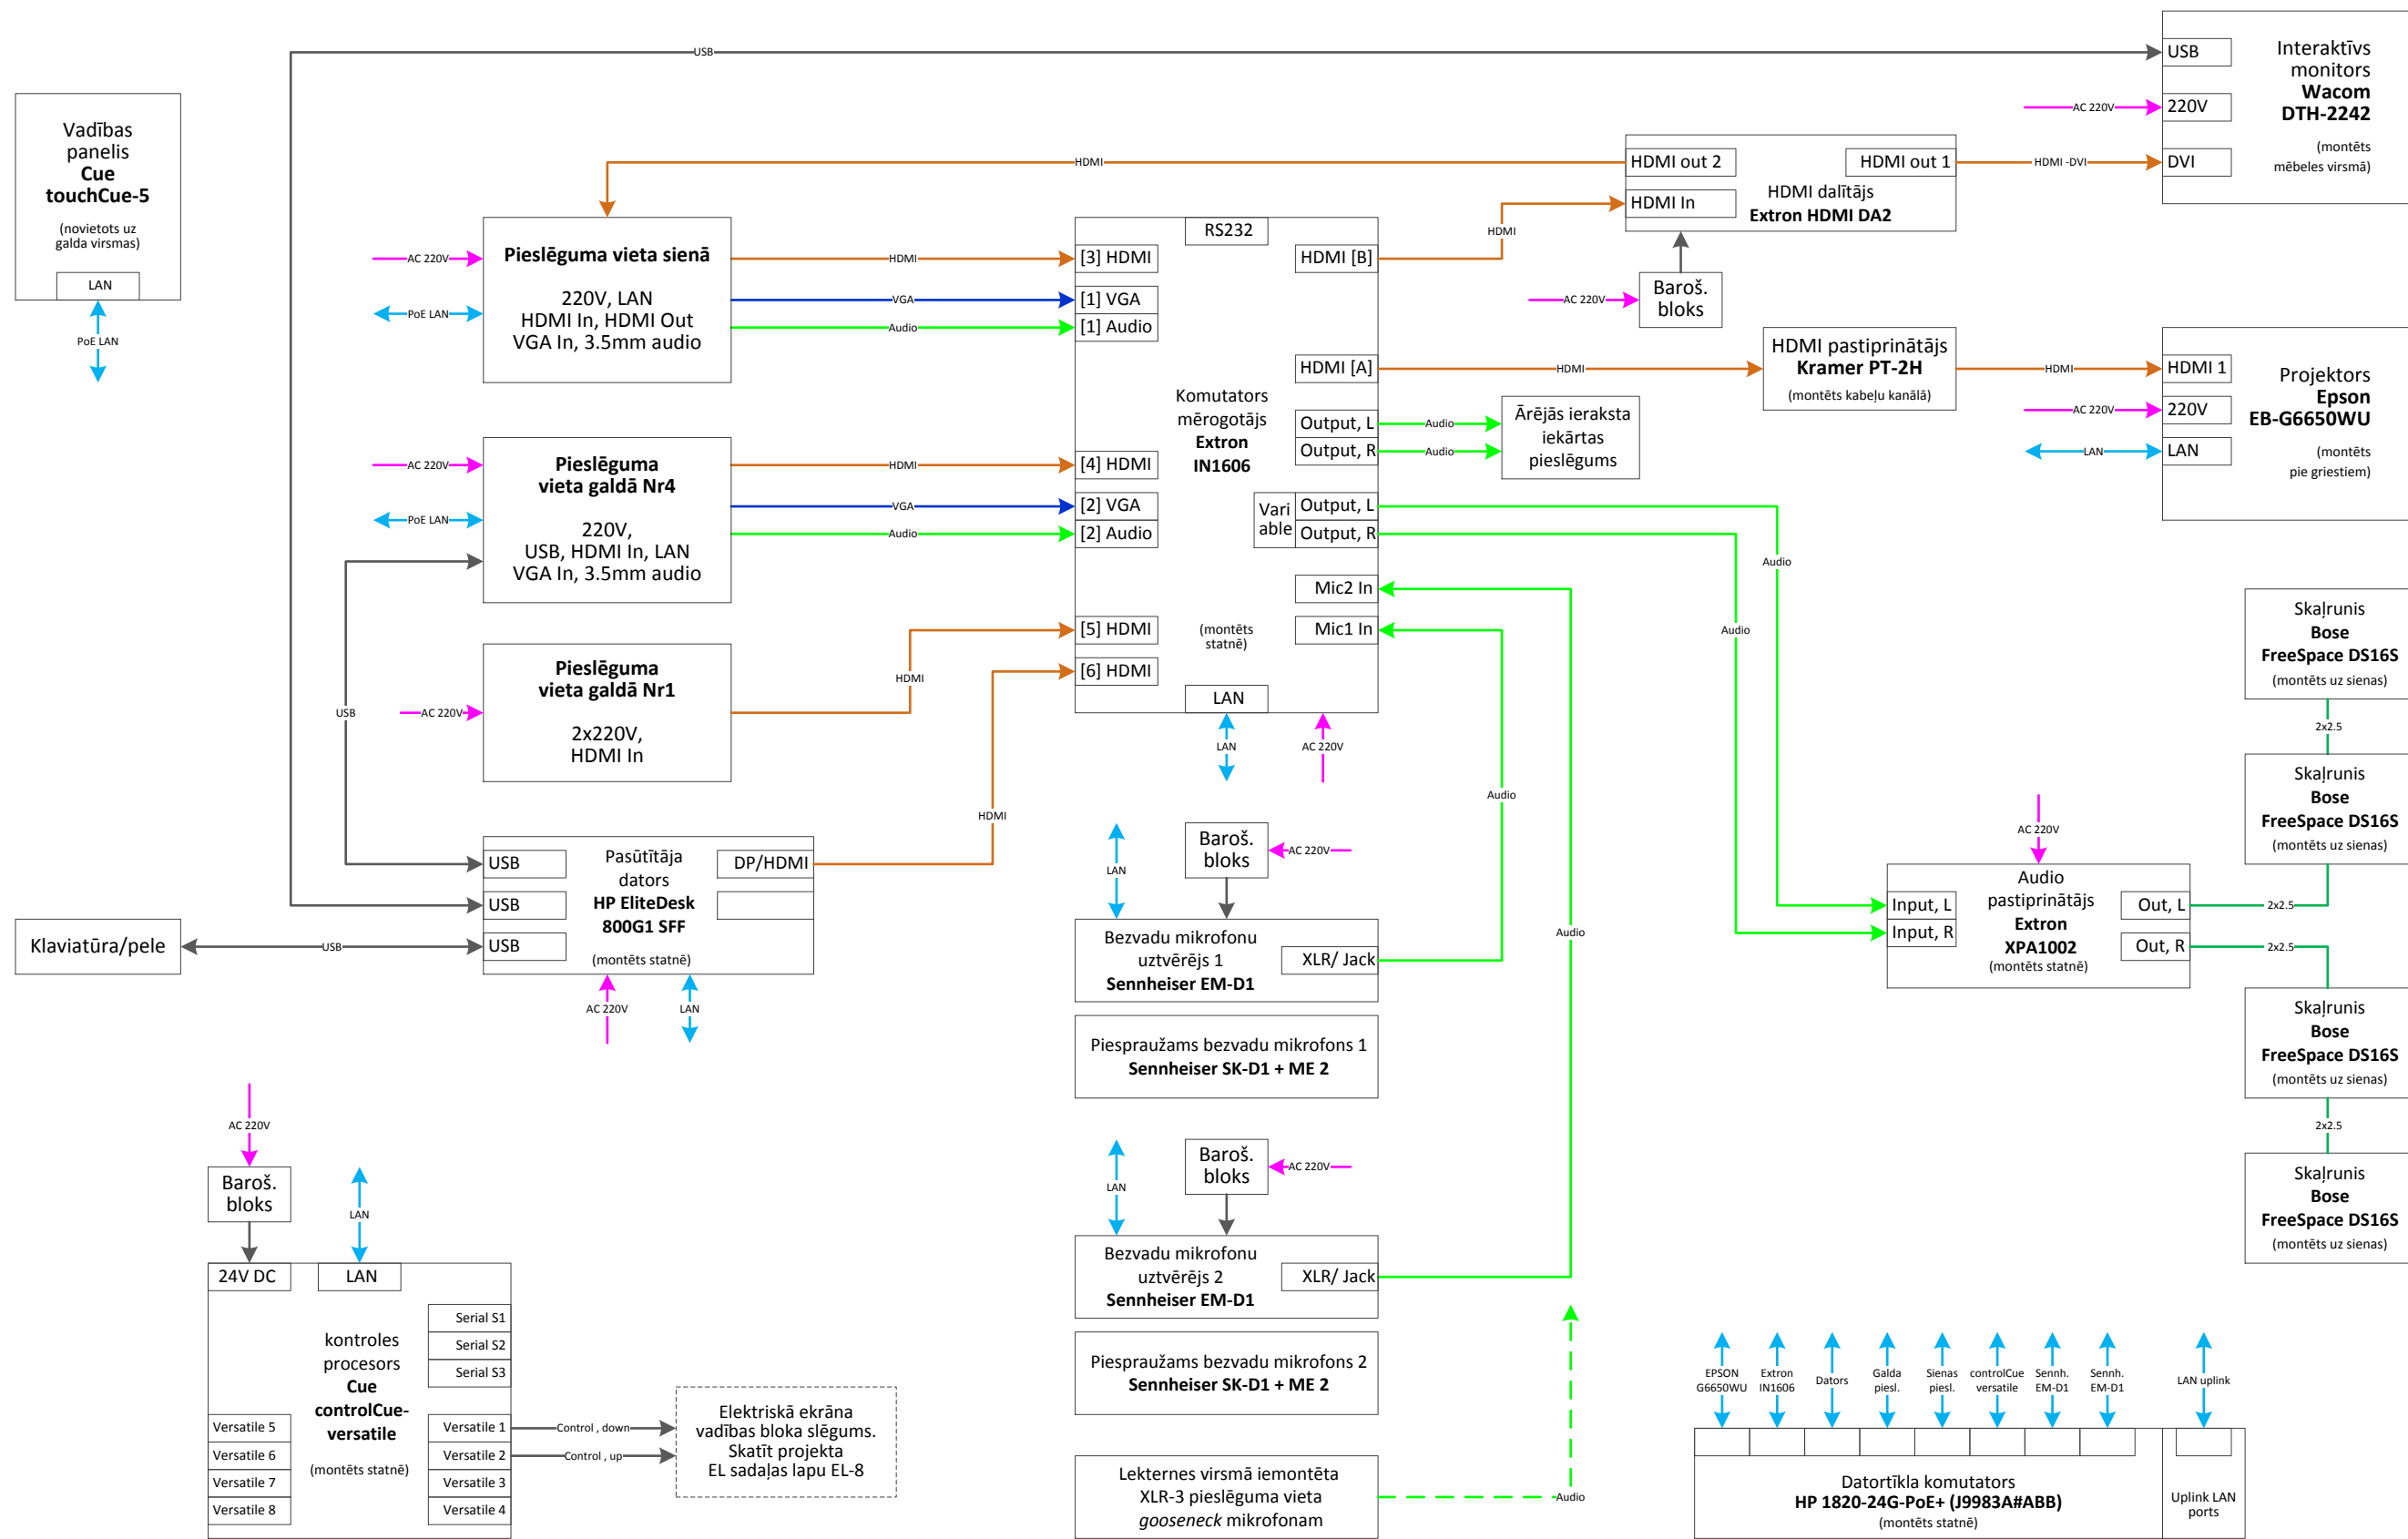 USB
Vadības
panelis
Cue
touchCue-5
(novietots uz
galda virsmas)
LAN
PoE LAN
USB
220V
DVI
Interaktīvs
monitors
Wacom
DTH-2242
(montēts
mēbeles virsmā)
AC 220V
HDMI
HDMI out 2
HDMI out 1
HDMI In
HDMI dalītājs
Extron HDMI DA2
HDMI -DVI
HDMI
AC 220V
Baroš.
bloks
AC 220V
PoE LAN
Pieslēguma vieta sienā
220V, LAN
HDMI In, HDMI Out
VGA In, 3.5mm audio
HDMI
VGA
Audio
AC 220V
PoE LAN
Pieslēguma
vieta galdā Nr4
220V,
USB, HDMI In, LAN
VGA In, 3.5mm audio
HDMI
VGA
Audio
AC 220V
Pieslēguma
vieta galdā Nr1
2x220V,
HDMI In
HDMI
HDMI
USB
RS232
[3] HDMI
[1] VGA
[1] Audio
[4] HDMI
[2] VGA
[2] Audio
[5] HDMI
[6] HDMI
Komutators
mērogotājs
Extron
IN1606
(montēts
statnē)
LAN
HDMI [B]
HDMI [A]
Output, L
Output, R
Vari
able
Output, L
Output, R
Mic2 In
Mic1 In
LAN
AC 220V
HDMI
HDMI pastiprinātājs
Kramer PT-2H
(montēts kabeļu kanālā)
HDMI
AC 220V
LAN
HDMI 1
220V
LAN
Projektors
Epson
EB-G6650WU
(montēts
pie griestiem)
Audio
Audio
Ārējās ieraksta
iekārtas
pieslēgums
Audio
Audio
Audio
Audio
Skaļrunis
Bose
FreeSpace DS16S
(montēts uz sienas)
2x2.5
Skaļrunis
Bose
FreeSpace DS16S
(montēts uz sienas)
2x2.5
AC 220V
Input, L
Input, R
Audio
pastiprinātājs
Extron
XPA1002
(montēts statnē)
Out, L
Out, R
2x2.5
Skaļrunis
Bose
FreeSpace DS16S
(montēts uz sienas)
2x2.5
Skaļrunis
Bose
FreeSpace DS16S
(montēts uz sienas)
Klaviatūra/pele
USB
USB
USB
USB
Pasūtītāja
dators
HP EliteDesk
800G1 SFF
(montēts statnē)
DP/HDMI
AC 220V
LAN
LAN
Baroš.
bloks
AC 220V
Bezvadu mikrofonu
uztvērējs 1
Sennheiser EM-D1
XLR/ Jack
Piespraužams bezvadu mikrofons 1
Sennheiser SK-D1 + ME 2
LAN
Baroš.
bloks
AC 220V
Bezvadu mikrofonu
uztvērējs 2
Sennheiser EM-D1
XLR/ Jack
Piespraužams bezvadu mikrofons 2
Sennheiser SK-D1 + ME 2
Lekternes virsmā iemontēta
XLR-3 pieslēguma vieta
gooseneck mikrofonam
Audio
AC 220V
Baroš.
bloks
LAN
24V DC
LAN
Serial S1
Serial S2
Serial S3
kontroles
procesors
Cue
controlCue-
versatile
(montēts statnē)
Versatile 5
Versatile 6
Versatile 7
Versatile 8
Versatile 1
Versatile 2
Versatile 3
Versatile 4
Control , down
Control , up
Elektriskā ekrāna
vadības bloka slēgums.
Skatīt projekta
EL sadaļas lapu EL-8
EPSON
G6650WU
Extron
IN1606
Dators
Galda
piesl.
Sienas
piesl.
controlCue
versatile
Sennh.
EM-D1
Sennh.
EM-D1
LAN uplink
Datortīkla komutators
HP 1820-24G-PoE+ (J9983A#ABB)
(montēts statnē)
Uplink LAN
ports